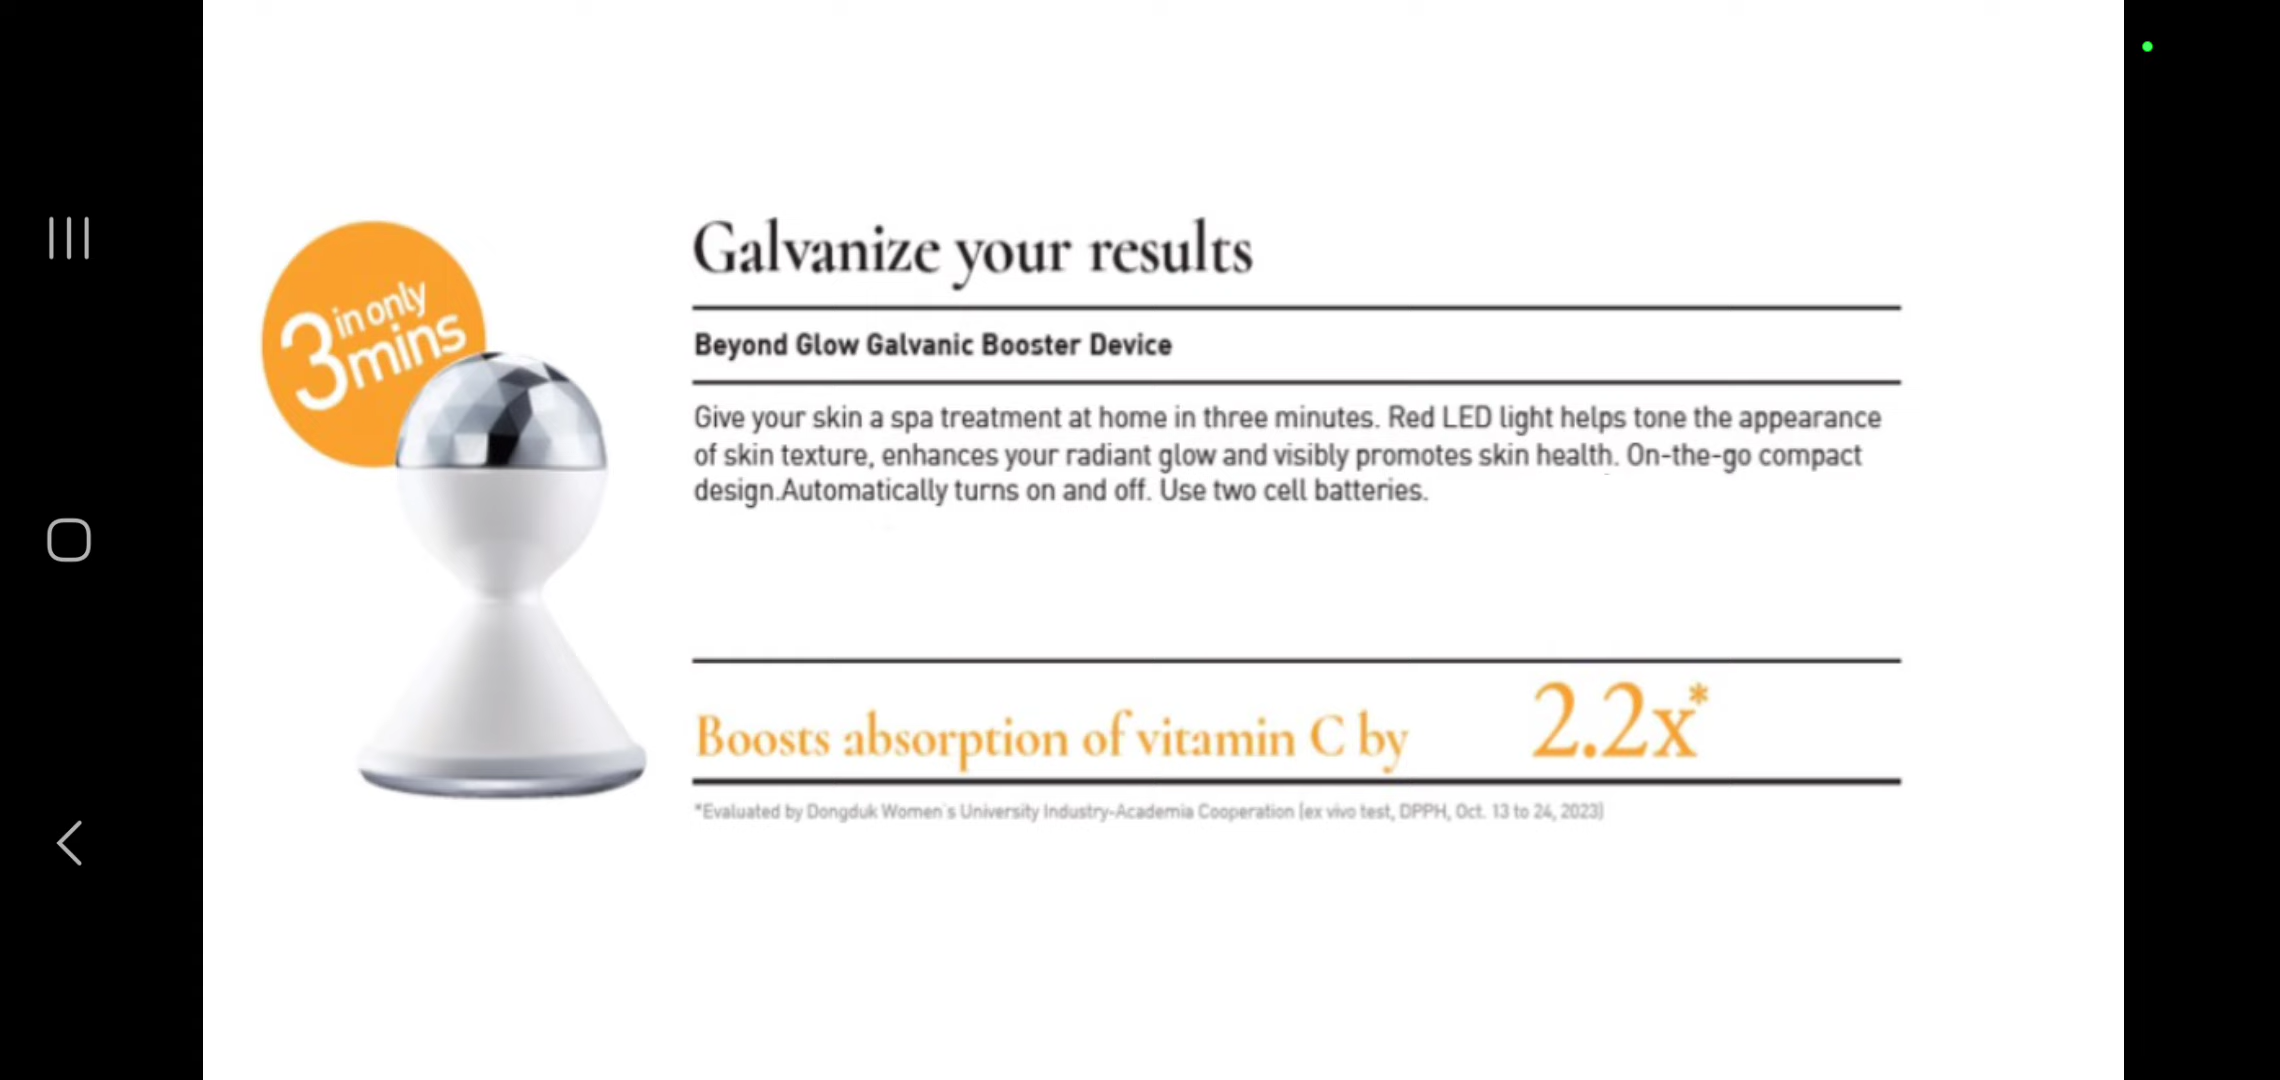 in only
3 mins
Galvanize your results
Beyond Glow Galvanic Booster Device
Give your skin a spa treatment at home in three minutes. Red LED light helps tone the appearance
of skin texture, enhances your radiant glow and visibly promotes skin health. On-the-go compact
design.Automatically turns on and off. Use two cell batteries.
Boosts absorption of vitamin C by 2.2x*
*Evaluated by Dongduk Women's University Industry-Academia Cooperation (ex vivo test, DPPH, Oct. 13 to 24, 2023)